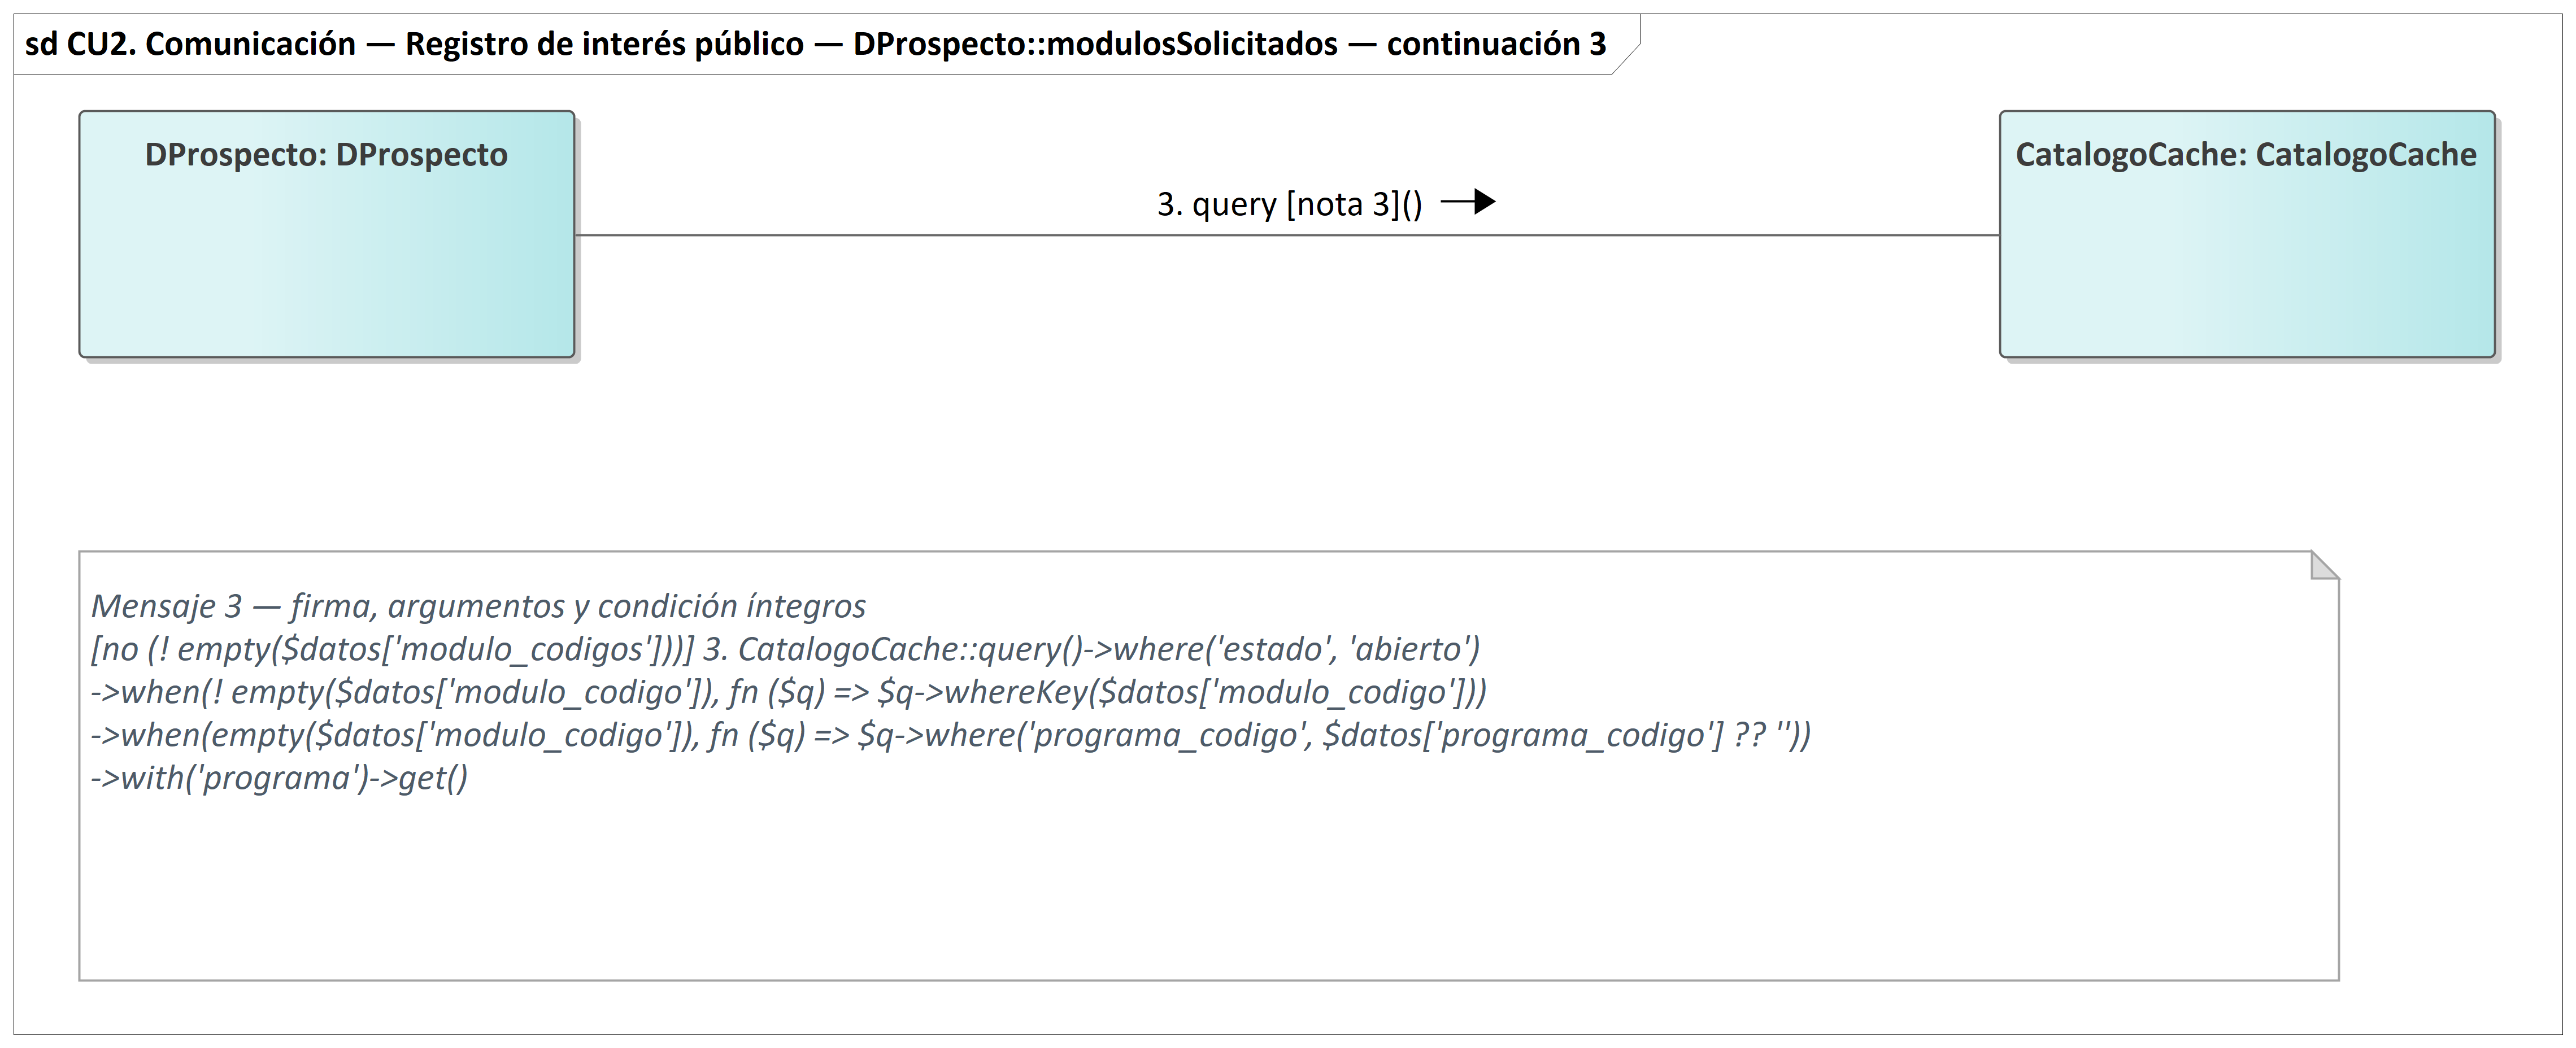 sd CU2. Comunicación — Registro de interés público — DProspecto::modulosSolicitados — continuación 3
DProspecto: DProspecto
CatalogoCache: CatalogoCache
3. query [nota 3]()
Mensaje 3 — firma, argumentos y condición íntegros
[no (! empty($datos['modulo_codigos']))] 3. CatalogoCache::query()->where('estado', 'abierto')
->when(! empty($datos['modulo_codigo']), fn ($q) => $q->whereKey($datos['modulo_codigo']))
->when(empty($datos['modulo_codigo']), fn ($q) => $q->where('programa_codigo', $datos['programa_codigo'] ?? ''))
->with('programa')->get()